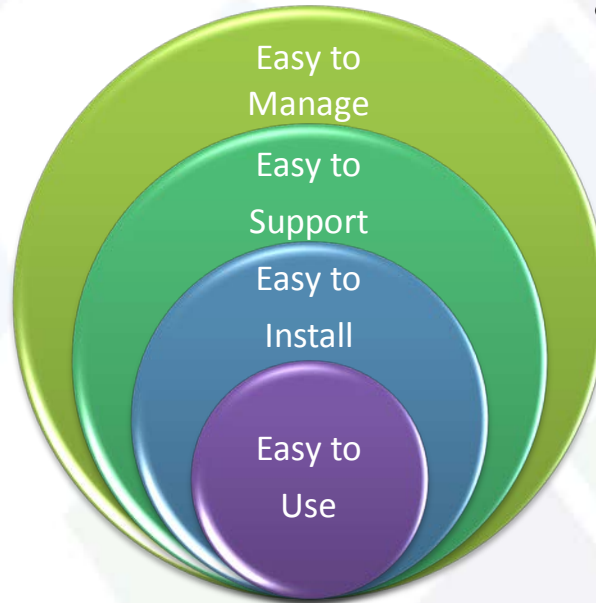 Easy to
Manage
Easy to
Support
Easy to
Install
Easy to
Use